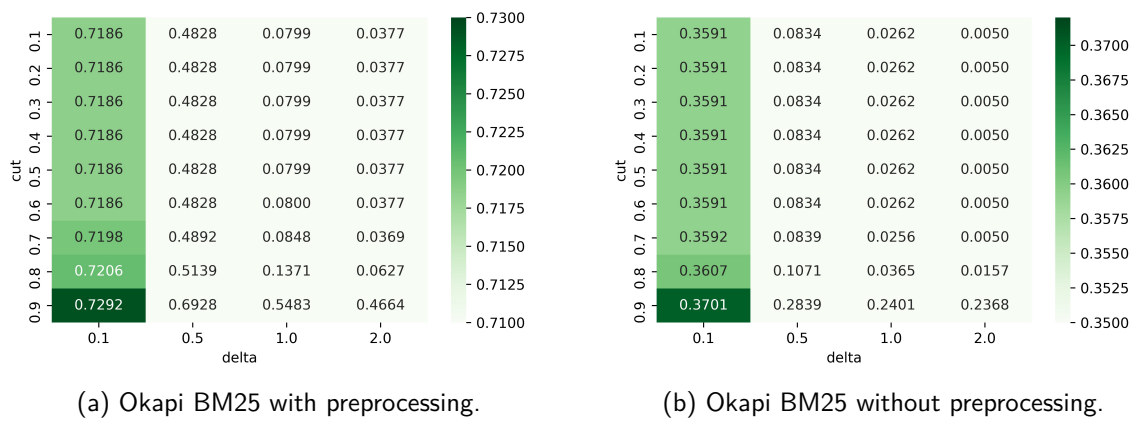 0.1 0.7186 0.4828 0.0799 0.0377
0.2 0.7186 0.4828 0.0799 0.0377
0.3 0.7186 0.4828 0.0799 0.0377
0.4 0.7186 0.4828 0.0799 0.0377
0.5 0.7186 0.4828 0.0799 0.0377
0.6 0.7186 0.4828 0.0800 0.0377
0.7 0.7198 0.4892 0.0848 0.0369
0.8 0.7206 0.5139 0.1371 0.0627
0.9 0.7292 0.6928 0.5483 0.4664
cut
0.1 0.5 1.0 2.0
delta
0.7300
0.7275
0.7250
0.7225
0.7200
0.7175
0.7150
0.7125
0.7100
(a) Okapi BM25 with preprocessing.
0.1 0.3591 0.0834 0.0262 0.0050
0.2 0.3591 0.0834 0.0262 0.0050
0.3 0.3591 0.0834 0.0262 0.0050
0.4 0.3591 0.0834 0.0262 0.0050
0.5 0.3591 0.0834 0.0262 0.0050
0.6 0.3591 0.0834 0.0262 0.0050
0.7 0.3592 0.0839 0.0256 0.0050
0.8 0.3607 0.1071 0.0365 0.0157
0.9 0.3701 0.2839 0.2401 0.2368
cut
0.1 0.5 1.0 2.0
delta
0.3700
0.3675
0.3650
0.3625
0.3600
0.3575
0.3550
0.3525
0.3500
(b) Okapi BM25 without preprocessing.